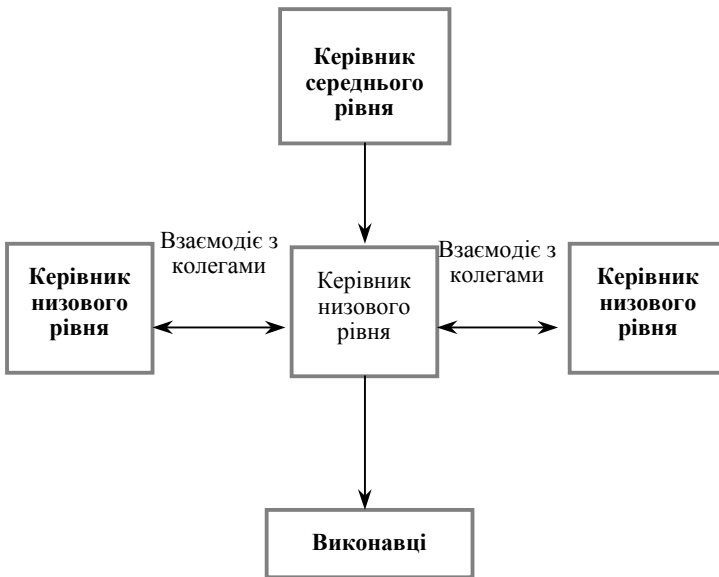 Керівник
середнього
рівня
Взаємодіє з
колегами
Взаємодіє з
колегами
Керівник
низового
рівня
Керівник
низового
рівня
Керівник
низового
рівня
Виконавці